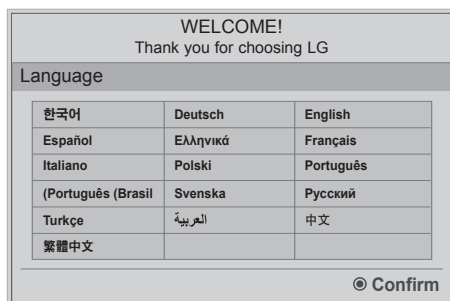 WELCOME!
Thank you for choosing LG
Language
한국어 Deutsch English
Español Ελληνικά Français
Italiano Polski Português
(Português (Brasil Svenska Русский
Turkçe العربية 中文
繁體中文
◉ Confirm